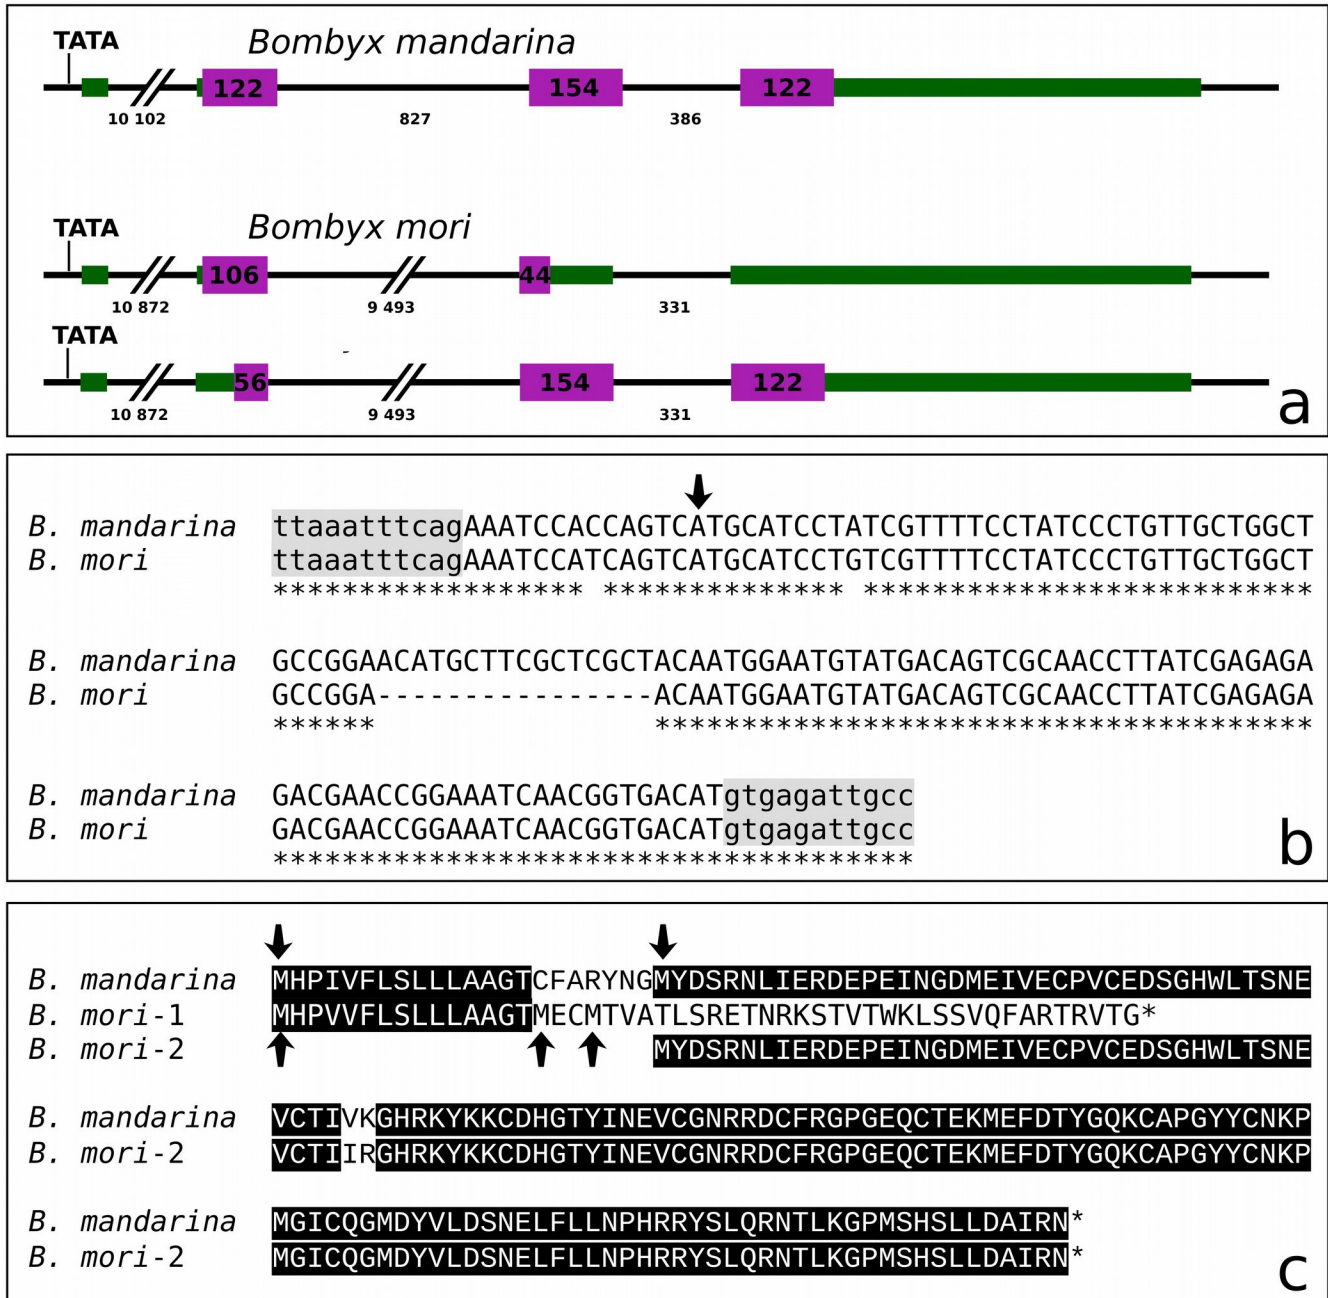 TATA
Bombyx mandarina
122 154 122
10 102 827 386
TATA
Bombyx mori
106 44
10 872 9 493 331
TATA
56 154 122
10 872 9 493 331
a
B. mandarina ttaaatttcagAAATCCACCAGTCATGCATCCTATCGTTTTCCTATCCCTGTTGCTGGCT
B. mori ttaaatttcagAAATCCATCAGTCATGCATCCTGTCGTTTTCCTATCCCTGTTGCTGGCT
****************** ************** **************************
B. mandarina GCCGGAACATGCTTCGCTCGCTACAATGGAATGTATGACAGTCGCAACCTTATCGAGAGA
B. mori GCCGGA----------------ACAATGGAATGTATGACAGTCGCAACCTTATCGAGAGA
****** **************************************
B. mandarina GACGAACCGGAAATCAACGGTGACATgtgagattgcc
B. mori GACGAACCGGAAATCAACGGTGACATgtgagattgcc
*************************************
b
B. mandarina MHPIVFLSLLLAAGTCFARYNGMYDSRNLIERDEPEINGDMEIVECPVCEDSGHWLTSNE
B. mori-1 MHPVVFLSLLLAAGTMECMTVATLSRETNRKSTVTWKLSSVQFARTRVTG*
B. mori-2 MYDSRNLIERDEPEINGDMEIVECPVCEDSGHWLTSNE
B. mandarina VCTIVKGHRKYKKCDHGTYINEVCGNRRDCFRGPGEQCTEKMEFDTYGQKCAPGYYCNKP
B. mori-2 VCTIIRGHRKYKKCDHGTYINEVCGNRRDCFRGPGEQCTEKMEFDTYGQKCAPGYYCNKP
B. mandarina MGICQGMDYVLDSNELFLLNPHRRYSLQRNTLKGPMSHSLLDAIRN*
B. mori-2 MGICQGMDYVLDSNELFLLNPHRRYSLQRNTLKGPMSHSLLDAIRN*
c